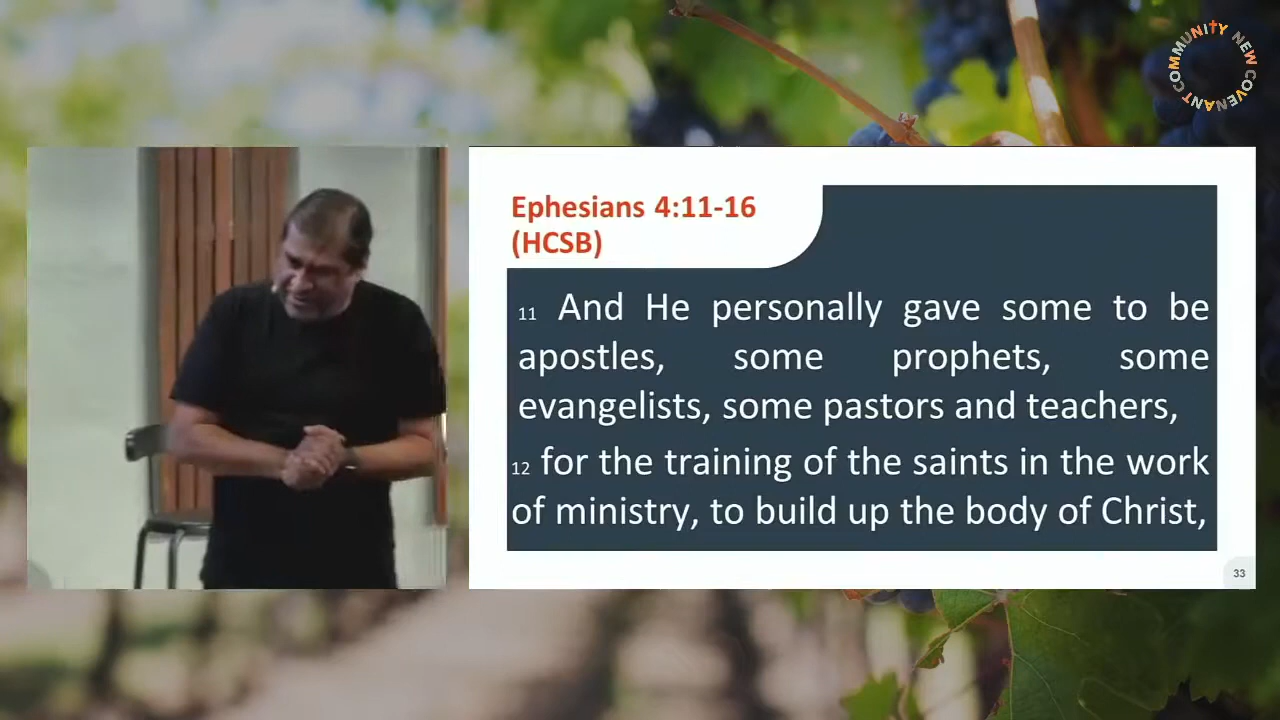 COMMUNITY NEW COVENANT
Ephesians 4:11-16
(HCSB)
11 And He personally gave some to be
apostles, some prophets, some
evangelists, some pastors and teachers,
12 for the training of the saints in the work
of ministry, to build up the body of Christ,
33